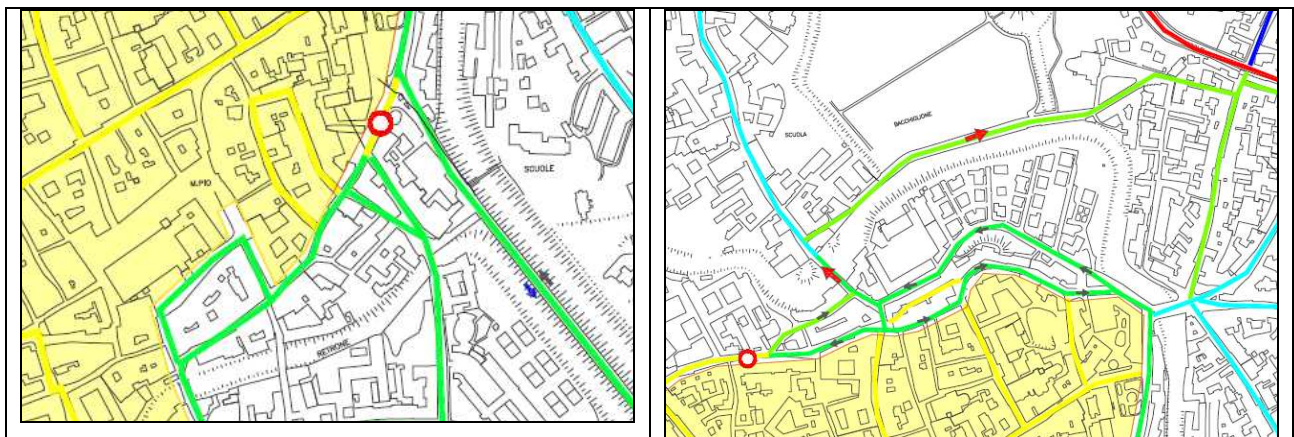 SCUOLE
M.PIO
RETRONE
SCUOLA
BACCHIGLIONE